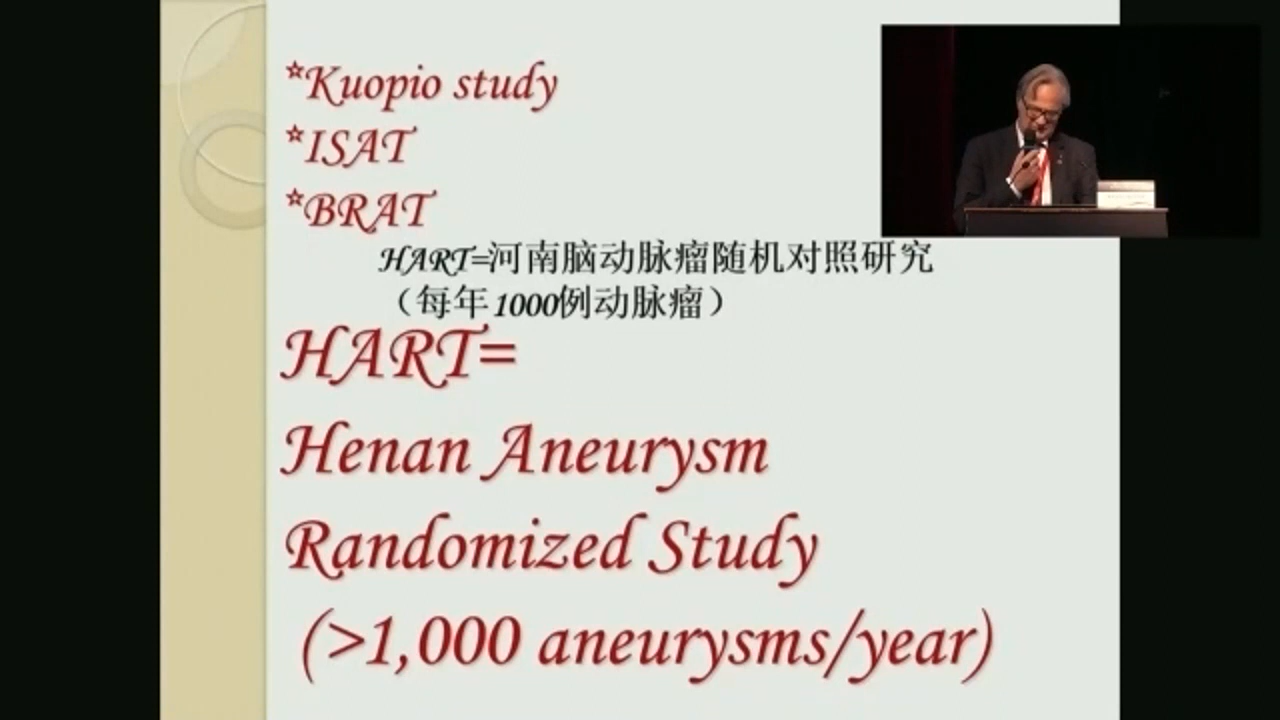 *Kuopio study
*ISAT
*BRAT
HART=河南脑动脉瘤随机对照研究
（每年1000例动脉瘤）
HART=
Henan Aneurysm
Randomized Study
(>1,000 aneurysms/year)